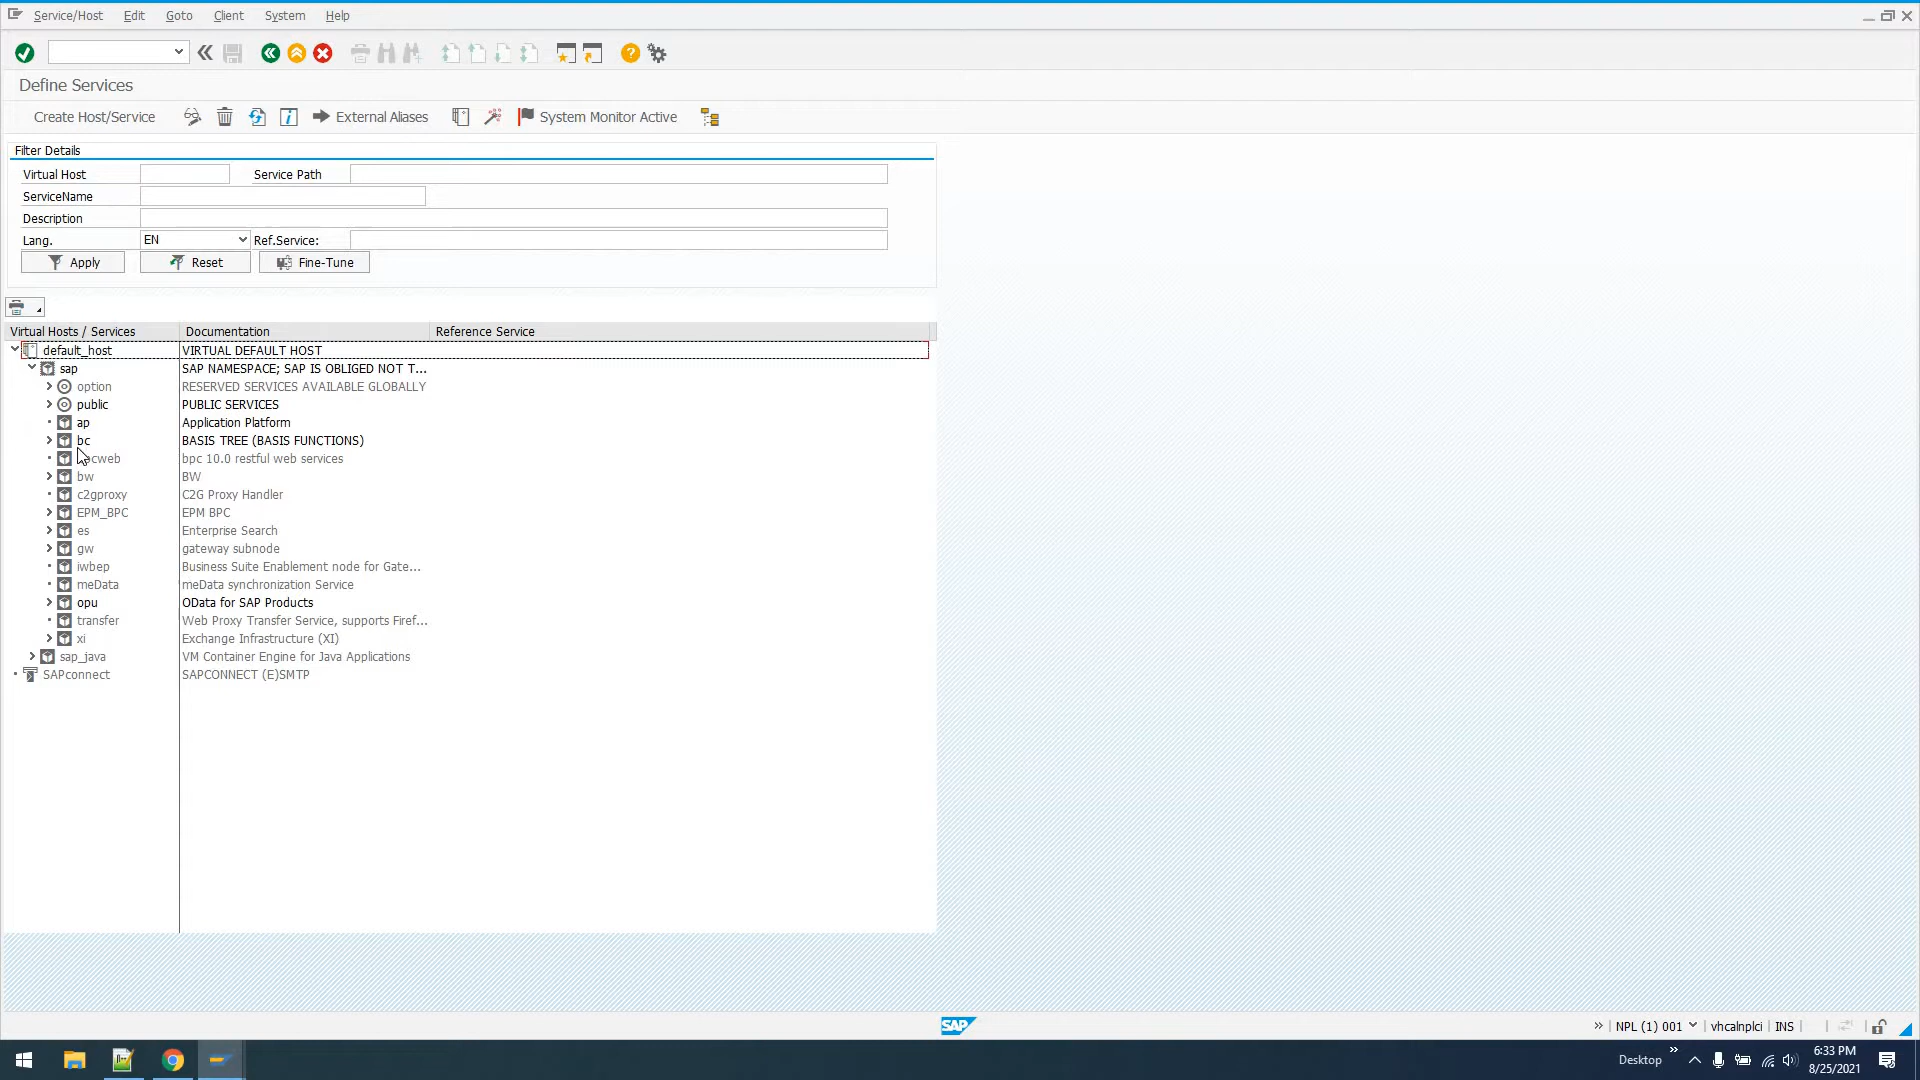 Service/Host Edit Goto Client System Help
Define Services
Create Host/Service External Aliases System Monitor Active
Filter Details
Virtual Host Service Path
ServiceName
Description
Lang. EN Ref.Service:
Apply Reset Fine-Tune
Virtual Hosts / Services Documentation Reference Service
default_host VIRTUAL DEFAULT HOST
sap SAP NAMESPACE; SAP IS OBLIGED NOT T...
option RESERVED SERVICES AVAILABLE GLOBALLY
public PUBLIC SERVICES
ap Application Platform
bc BASIS TREE (BASIS FUNCTIONS)
bpc 10.0 restful web services
bw BW
c2gproxy C2G Proxy Handler
EPM_BPC EPM BPC
es Enterprise Search
gw gateway subnode
iwbep Business Suite Enablement node for Gate...
meData meData synchronization Service
opu OData for SAP Products
transfer Web Proxy Transfer Service, supports Firef...
xi Exchange Infrastructure (XI)
sap_java VM Container Engine for Java Applications
SAPconnect SAPCONNECT (E)SMTP
SAP
NPL (1) 001 vhcalnplci INS
Desktop
6:33 PM
8/25/2021